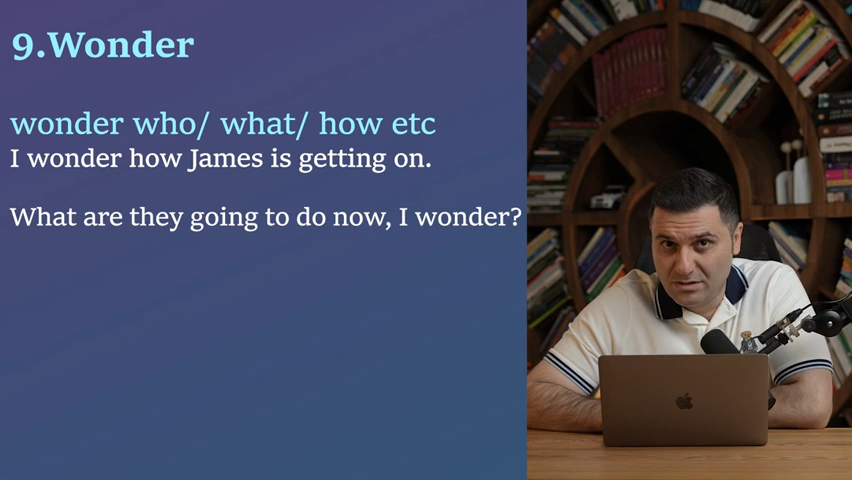 9.Wonder
wonder who/ what/ how etc
I wonder how James is getting on.
What are they going to do now, I wonder?